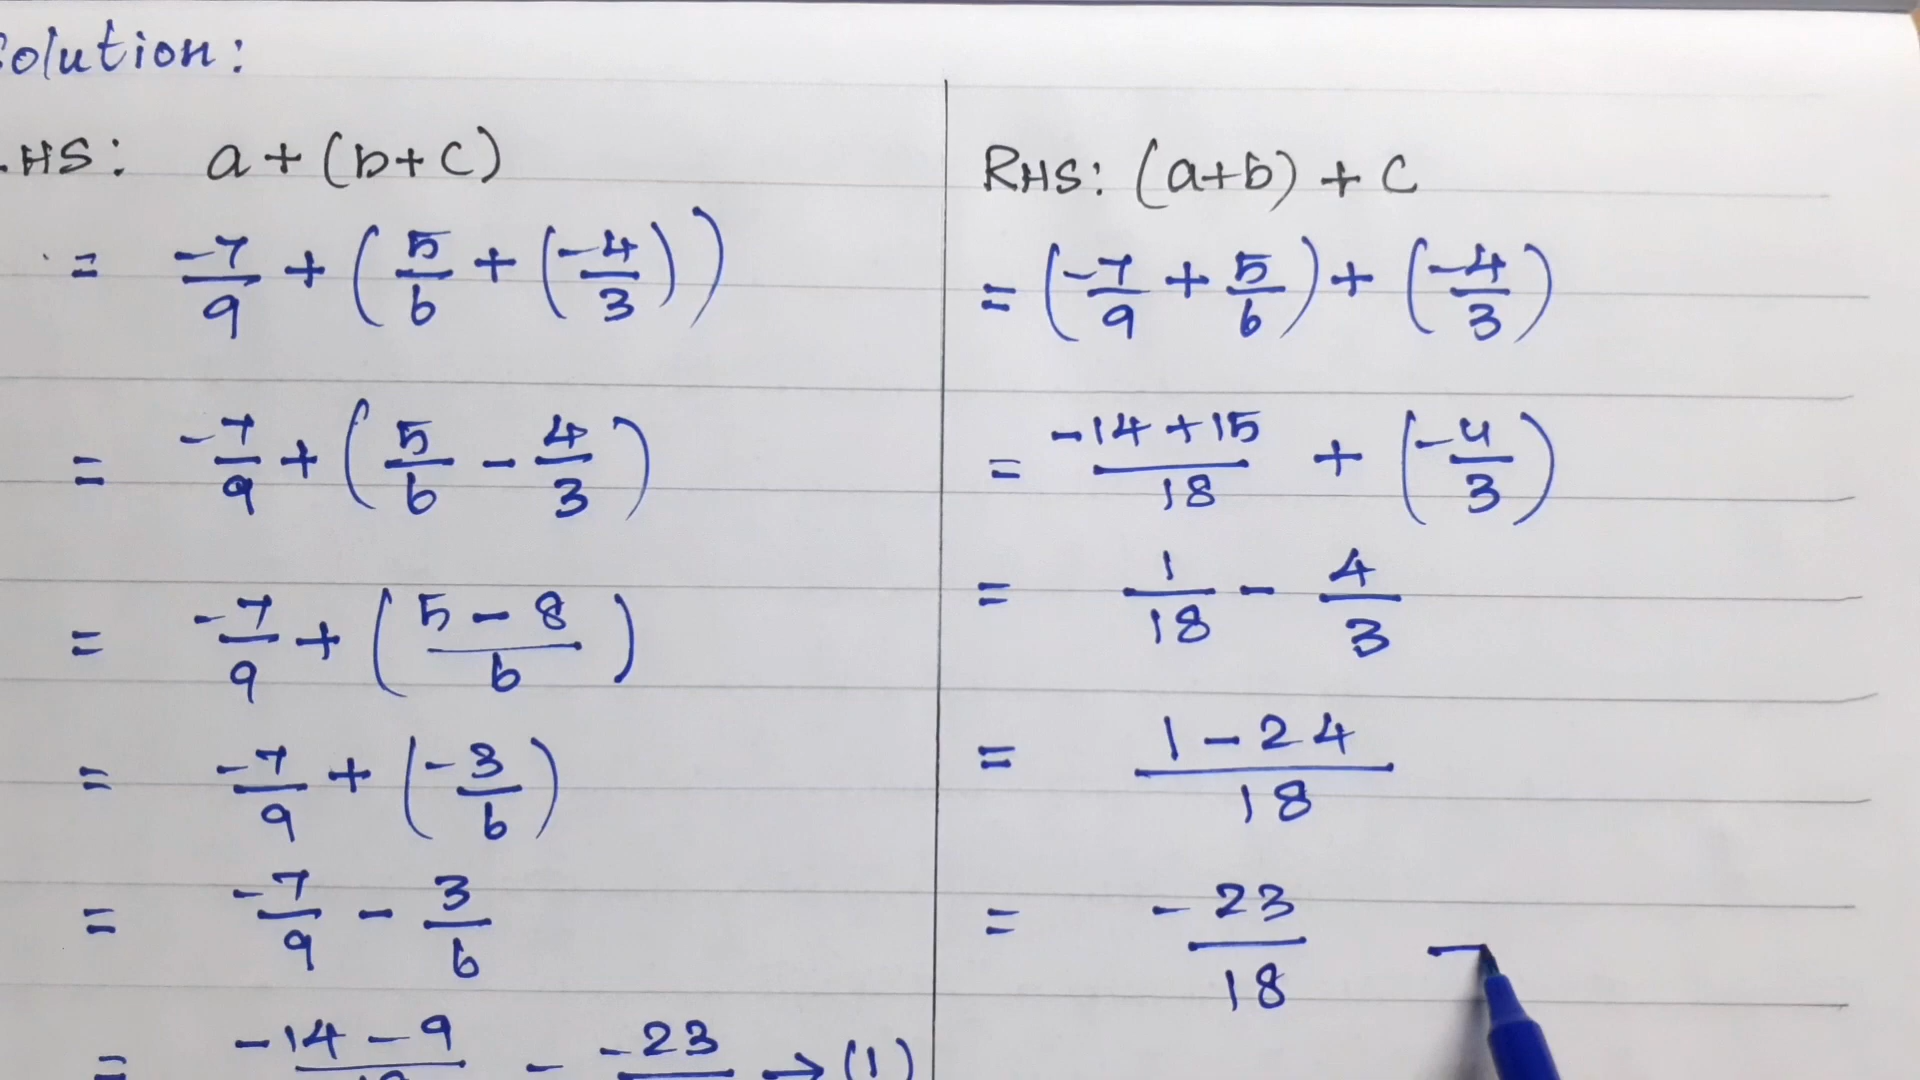 Solution:
LHS: a + (b + c)
= -7/9 + (5/6 + (-4/3))
= -7/9 + (5/6 - 4/3)
= -7/9 + (5 - 8/6)
= -7/9 + (-3/6)
= -7/9 - 3/6
= -14 - 9/18 = -23 → (1)
RHS: (a+b) + c
= (-7/9 + 5/6) + (-4/3)
= -14 + 15/18 + (-4/3)
= 1/18 - 4/3
= 1 - 24/18
= -23/18